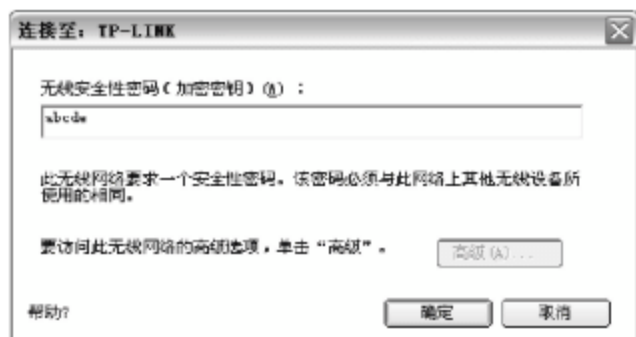 连接至：TP-LINK
无线安全性密码（加密密钥）(W)：
abcde
此无线网络要求一个安全性密码。该密码必须与此网络上其他无线设备所
使用的相同。
要访问此无线网络的高级选项，单击“高级”。
高级(A)...
帮助?
确定
取消